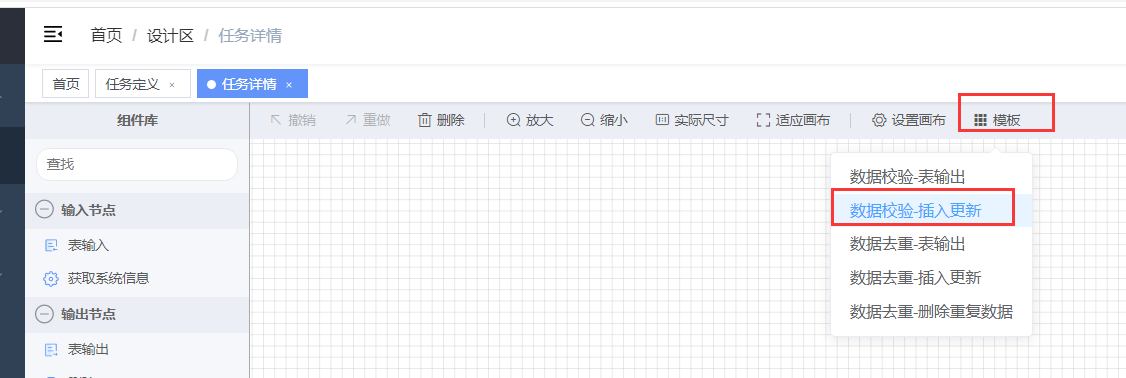 首页 / 设计区 / 任务详情
首页 任务定义 × 任务详情 ×
组件库 撤销 重做 删除 放大 缩小 实际尺寸 适应画布 设置画布 模板
查找
数据校验-表输出
数据校验-插入更新
数据去重-表输出
数据去重-插入更新
数据去重-删除重复数据
输入节点
表输入
获取系统信息
输出节点
表输出